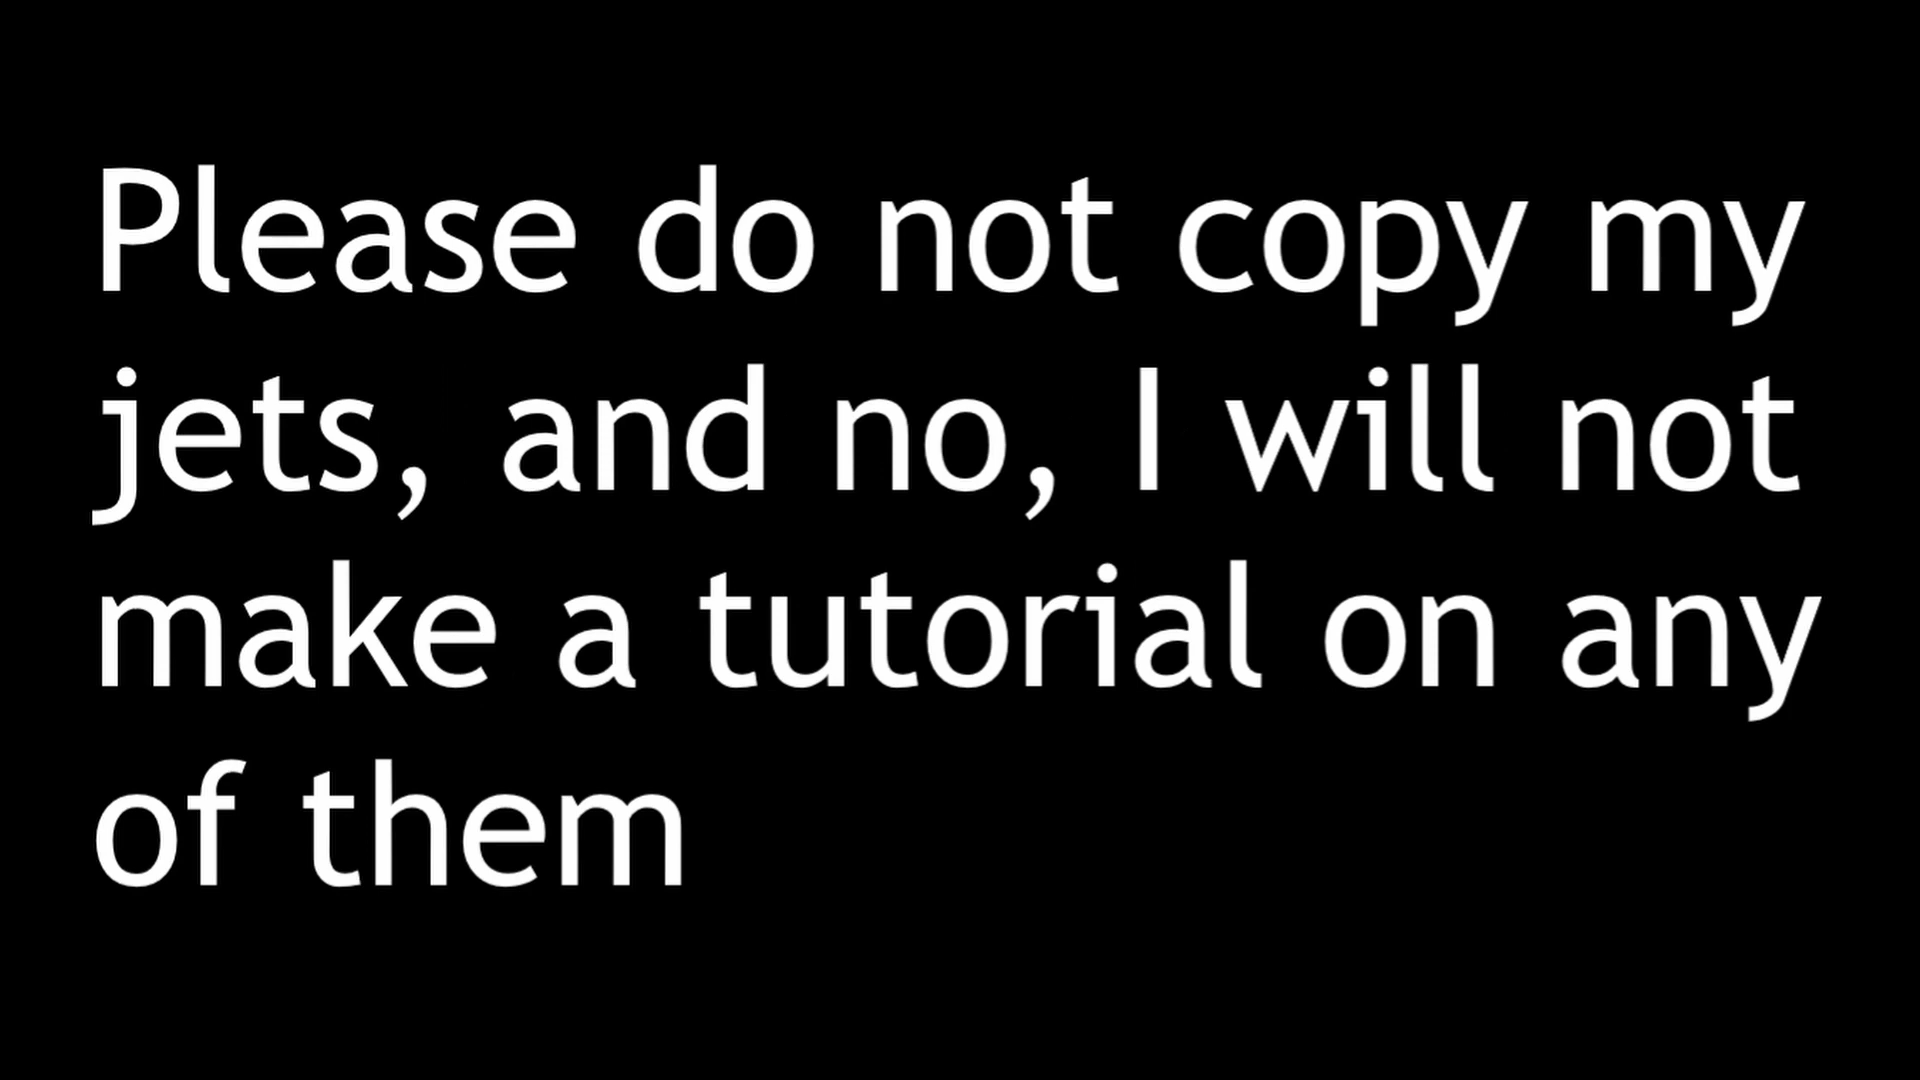 Please do not copy my
jets, and no, I will not
make a tutorial on any
of them